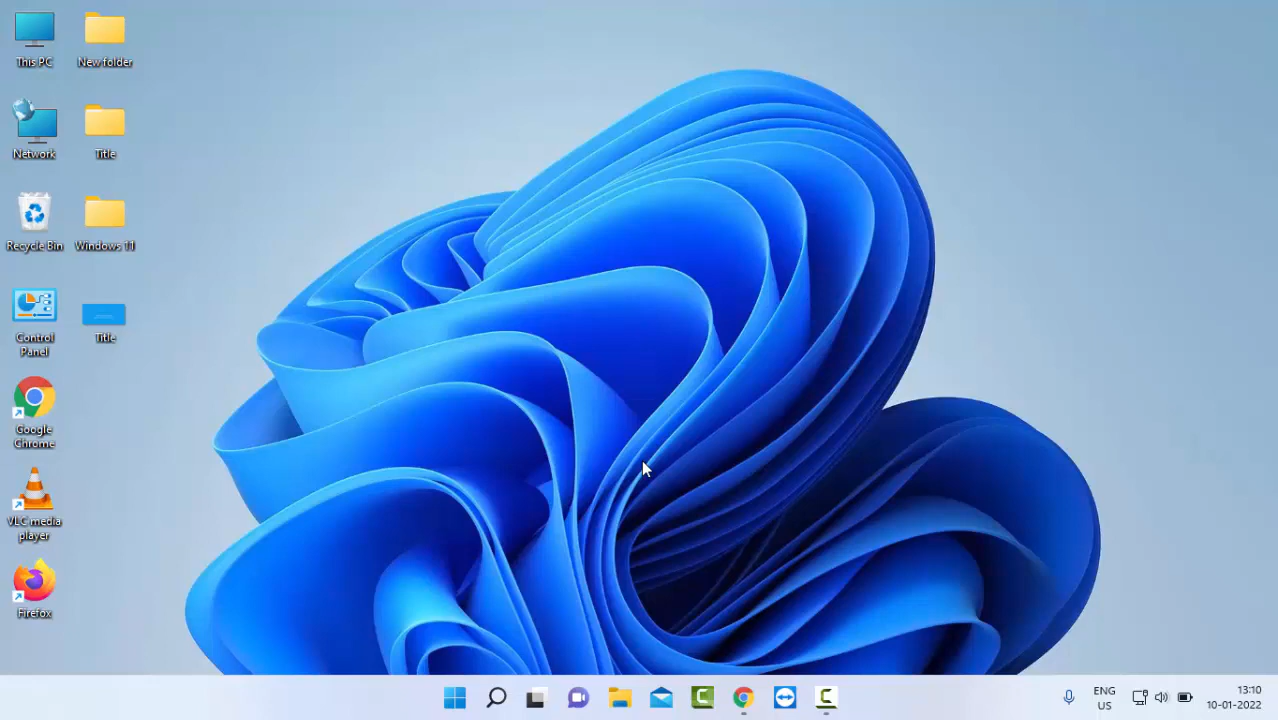 This PC
New folder
Network
Title
Recycle Bin
Windows 11
Control
Panel
Title
Google
Chrome
VLC media
player
Firefox
ENG
US
13:10
10-01-2022